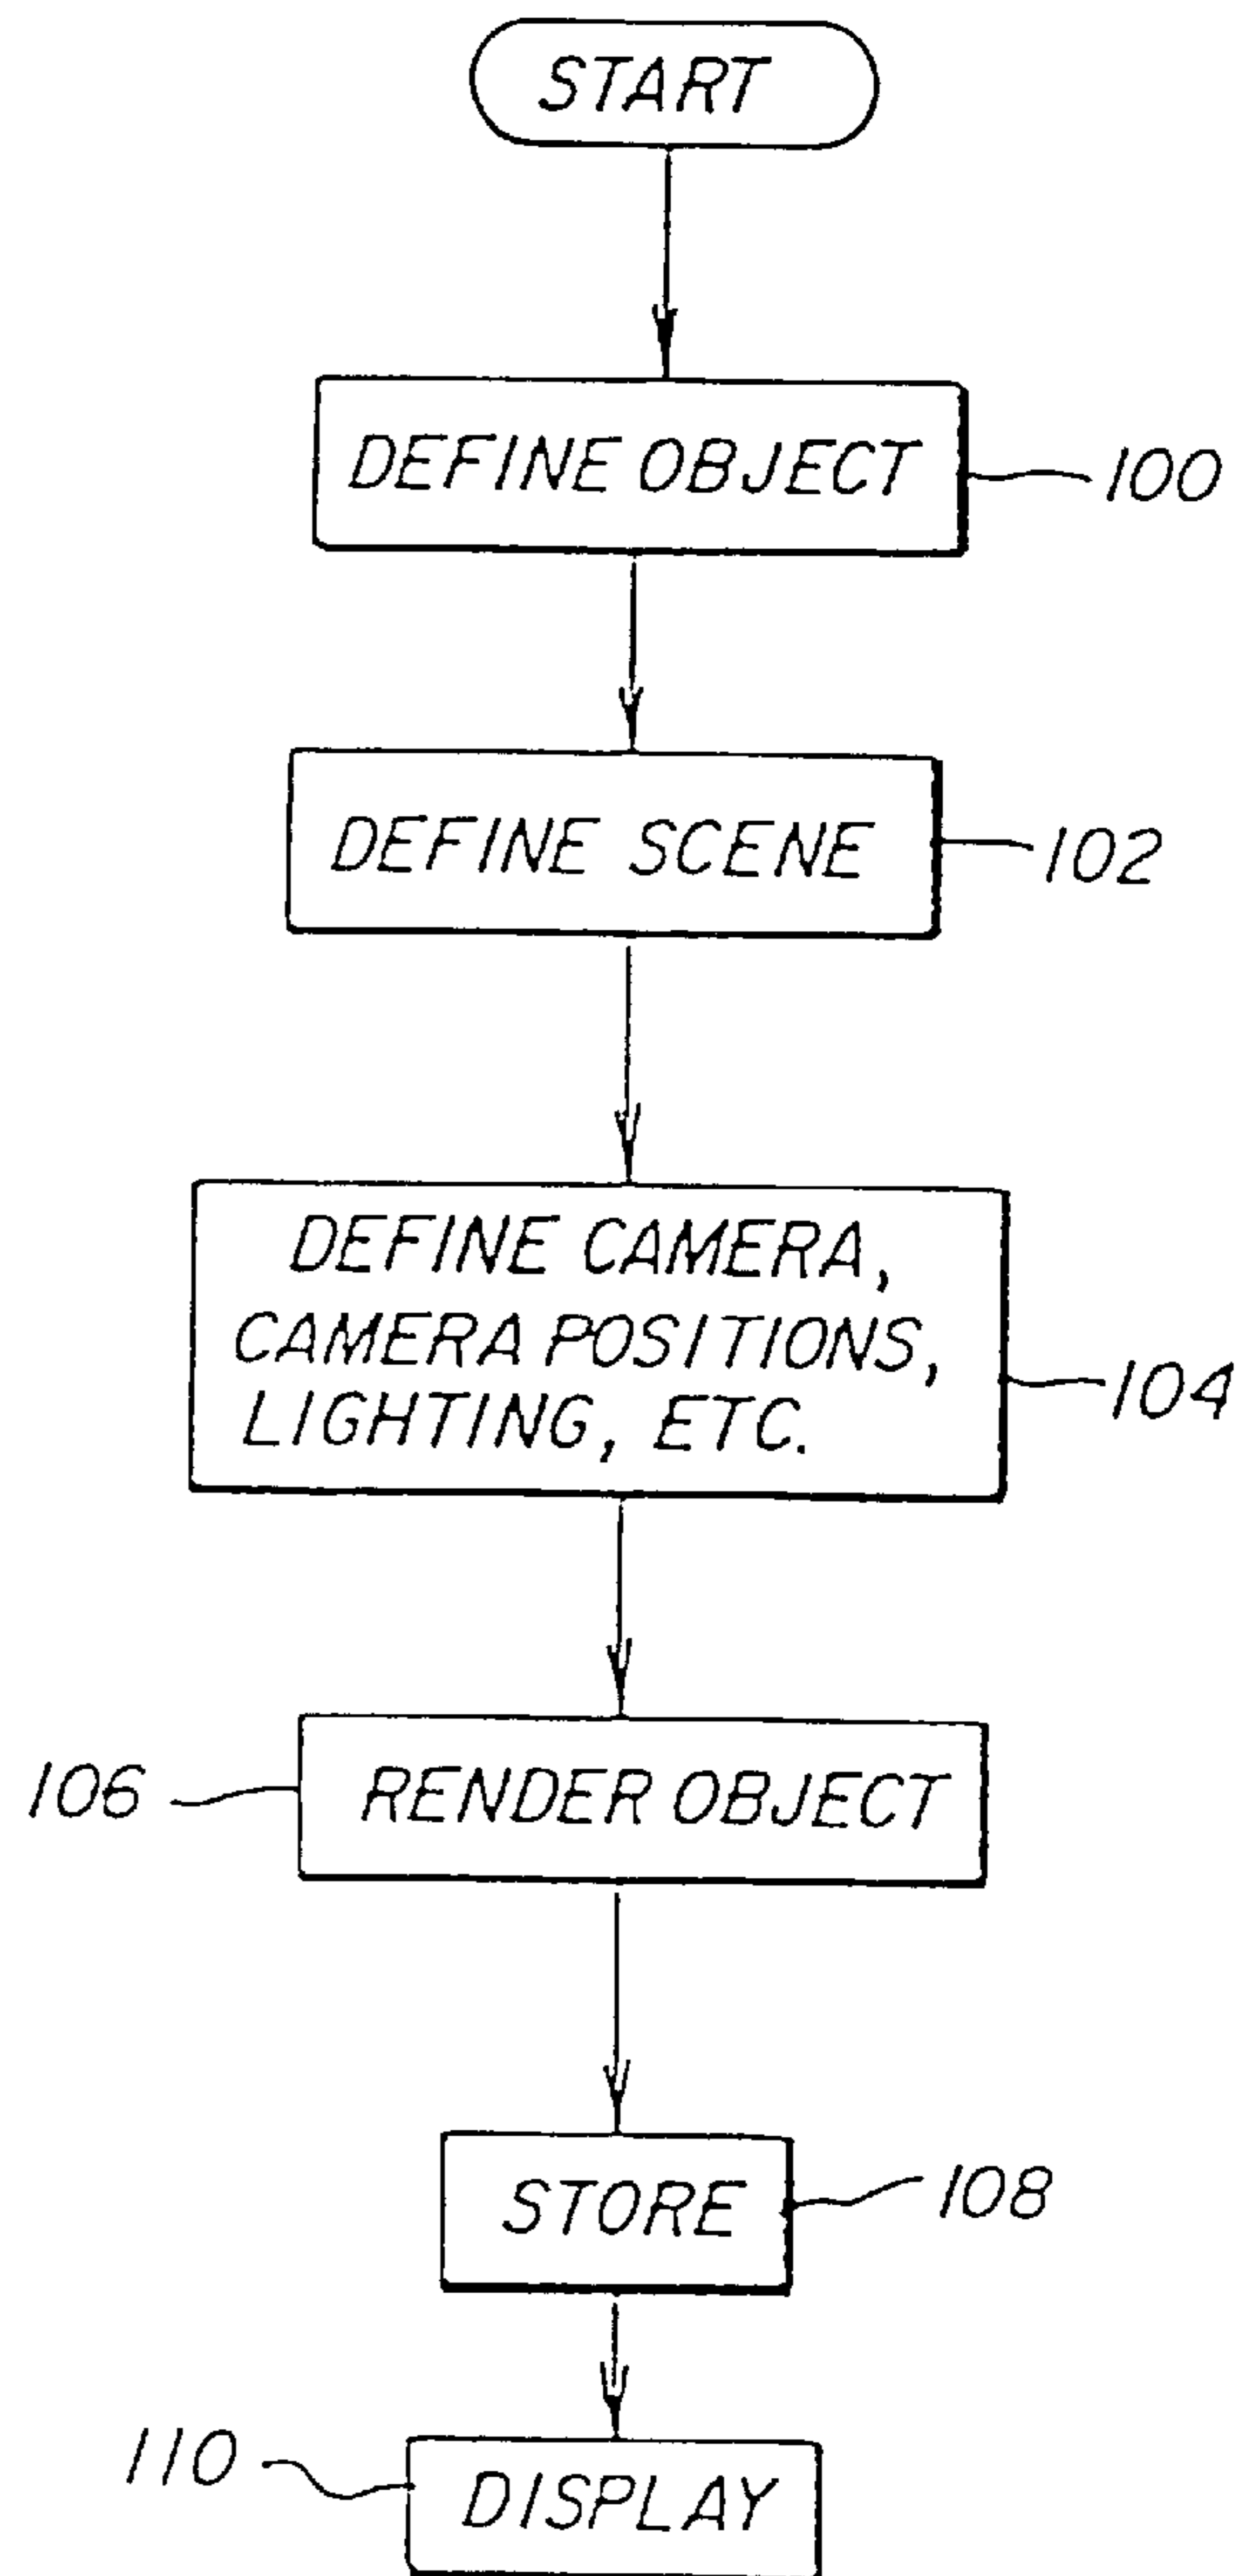 START
DEFINE OBJECT
100
DEFINE SCENE
102
DEFINE CAMERA,
CAMERA POSITIONS,
LIGHTING, ETC.
104
106
RENDER OBJECT
STORE
108
110
DISPLAY